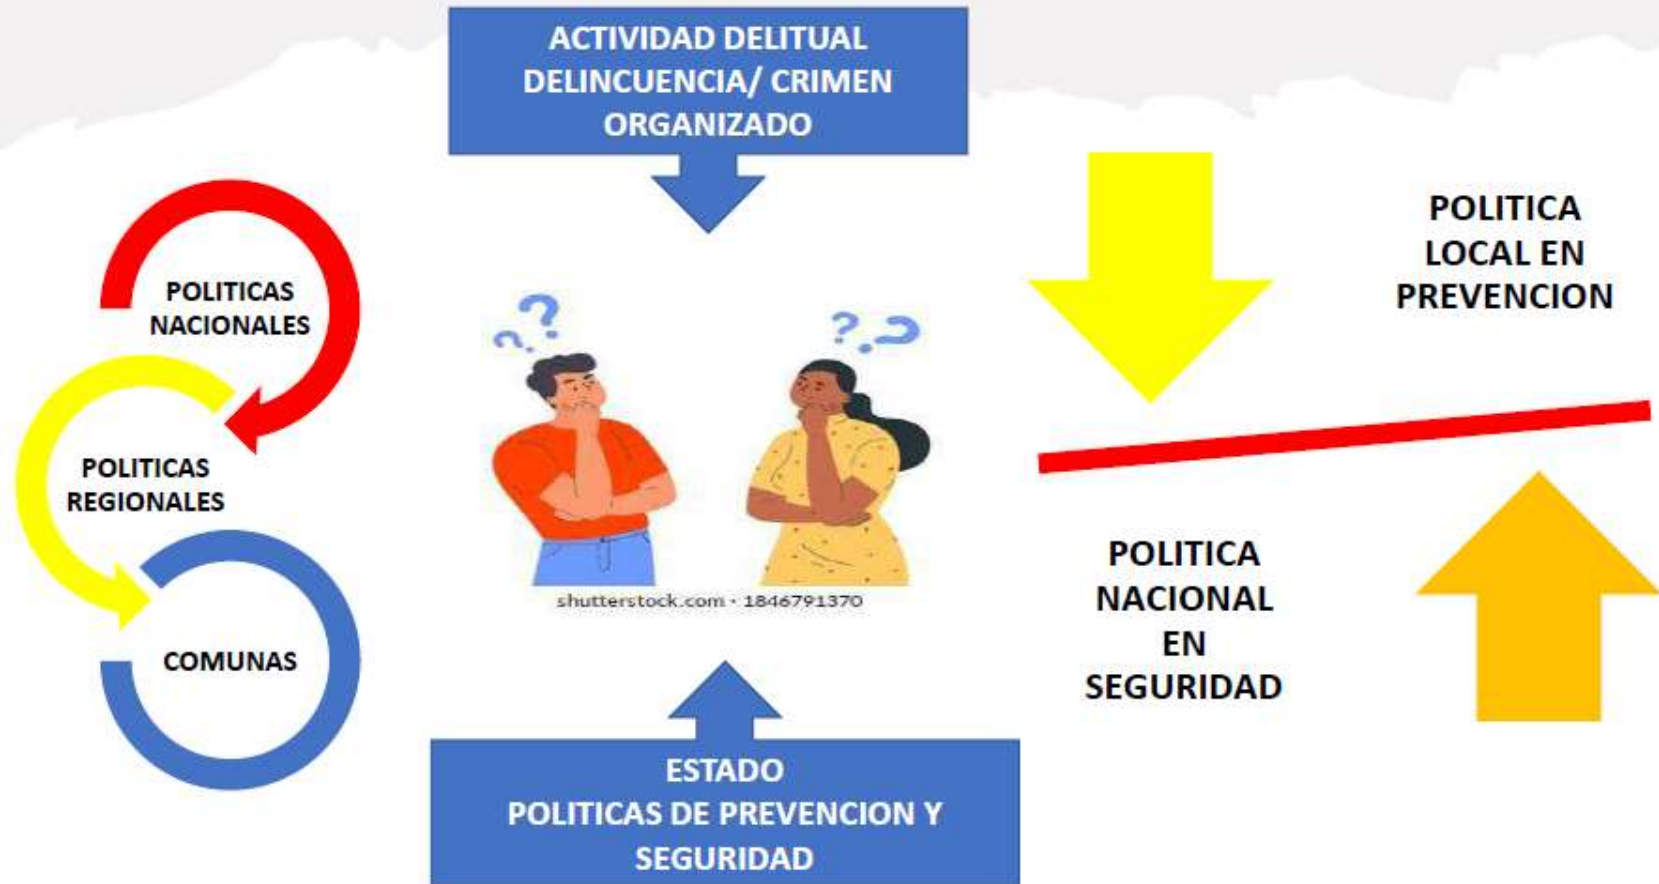 ACTIVIDAD DELITUAL
DELINCUENCIA/ CRIMEN
ORGANIZADO
POLITICAS
NACIONALES
POLITICAS
REGIONALES
COMUNAS
? ? ?
? ? ?
shutterstock.com · 1846791370
ESTADO
POLITICAS DE PREVENCION Y
SEGURIDAD
POLITICA
LOCAL EN
PREVENCION
POLITICA
NACIONAL
EN
SEGURIDAD